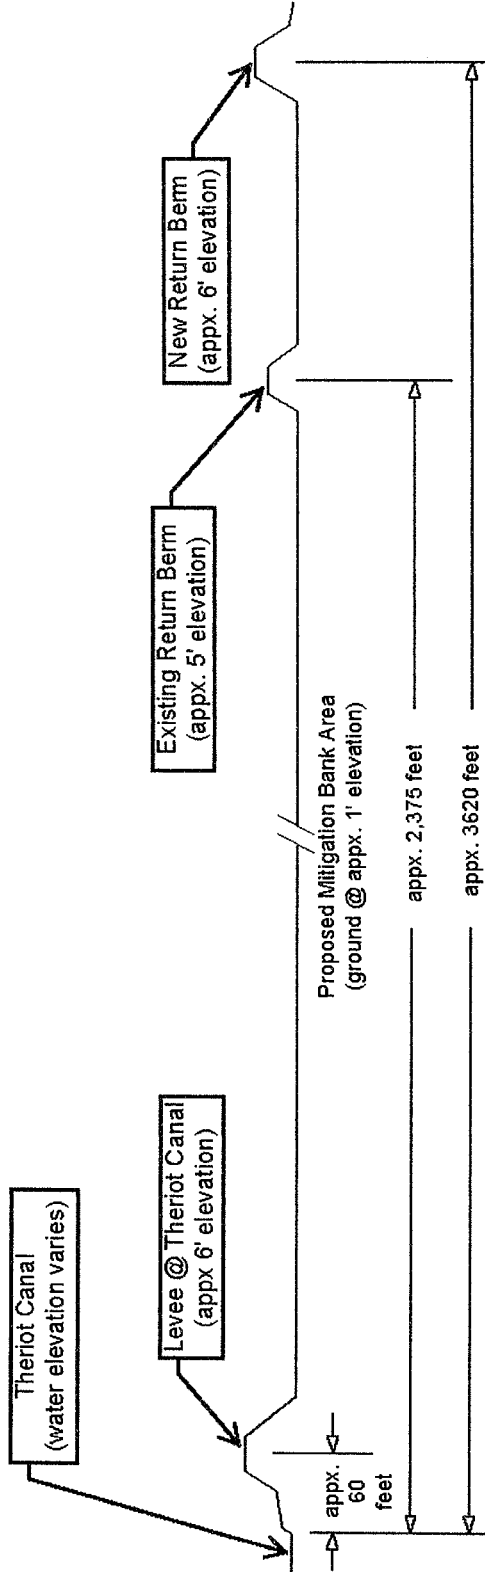 Theriot Canal
(water elevation varies)
Levee @ Theriot Canal
(appx 6' elevation)
Existing Return Berm
(appx. 5' elevation)
New Return Berm
(appx. 6' elevation)
Proposed Mitigation Bank Area
(ground @ appx. 1' elevation)
appx.
60
feet
appx. 2,375 feet
appx. 3620 feet